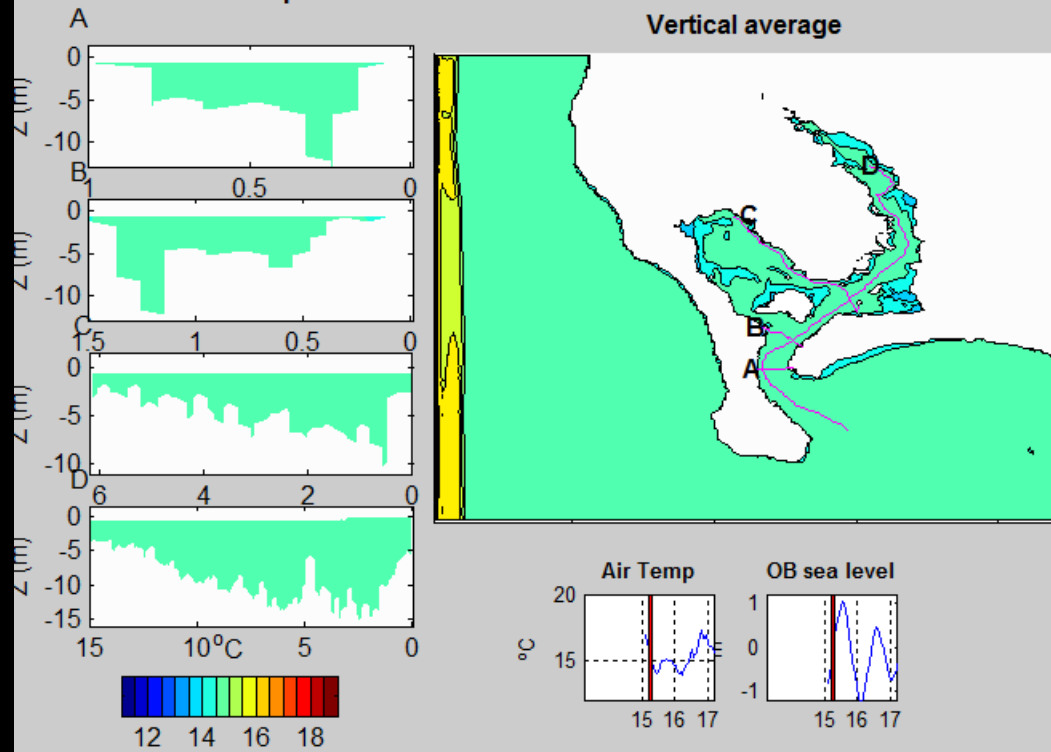 A
Vertical average
0
-5
-10
Z (m)
B
1 0.5 0
0
-5
-10
Z (m)
C
1.5 1 0.5 0
0
-5
-10
Z (m)
D
6 4 2 0
0
-5
-10
-15
Z (m)
15 10 °C 5 0
12 14 16 18
D
C
B
A
Air Temp
20
15
°C
15 16 17
OB sea level
1
0
-1
15 16 17